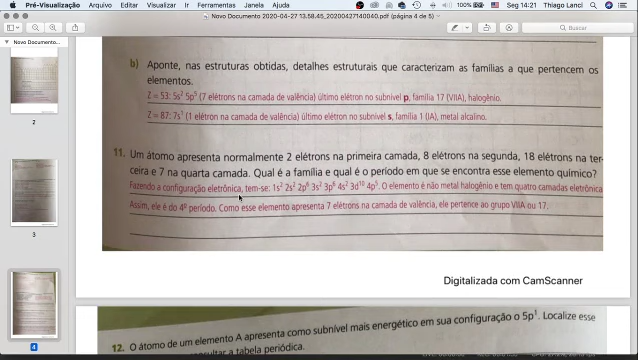 Pré-Visualização Arquivo Editar Visualizar Ir Ferramentas Janela Ajuda 100% Seg 14:21 Thiago Lanci
Novo Documento 2020-04-27 13.58.45_20200427140040.pdf (página 4 de 5)
Buscar
Novo Documento...
2
3
4
b) Aponte, nas estruturas obtidas, detalhes estruturais que caracterizam as famílias a que pertencem os
elementos.
Z = 53: 5s² 5p⁵ (7 elétrons na camada de valência) último elétron no subnível p, família 17 (VIIA), halogênio.
Z = 87: 7s¹ (1 elétron na camada de valência) último elétron no subnível s, família 1 (IA), metal alcalino.
11. Um átomo apresenta normalmente 2 elétrons na primeira camada, 8 elétrons na segunda, 18 elétrons na ter-
ceira e 7 na quarta camada. Qual é a família e qual é o período em que se encontra esse elemento químico?
Fazendo a configuração eletrônica, tem-se: 1s² 2s² 2p⁶ 3s² 3p⁶ 4s² 3d¹⁰ 4p⁵. O elemento é não metal halogênio e tem quatro camadas eletrônica
Assim, ele é do 4º período. Como esse elemento apresenta 7 elétrons na camada de valência, ele pertence ao grupo VIIA ou 17.
Digitalizada com CamScanner
12. O átomo de um elemento A apresenta como subnível mais energético em sua configuração o 5p¹. Localize esse
a tabela periódica.